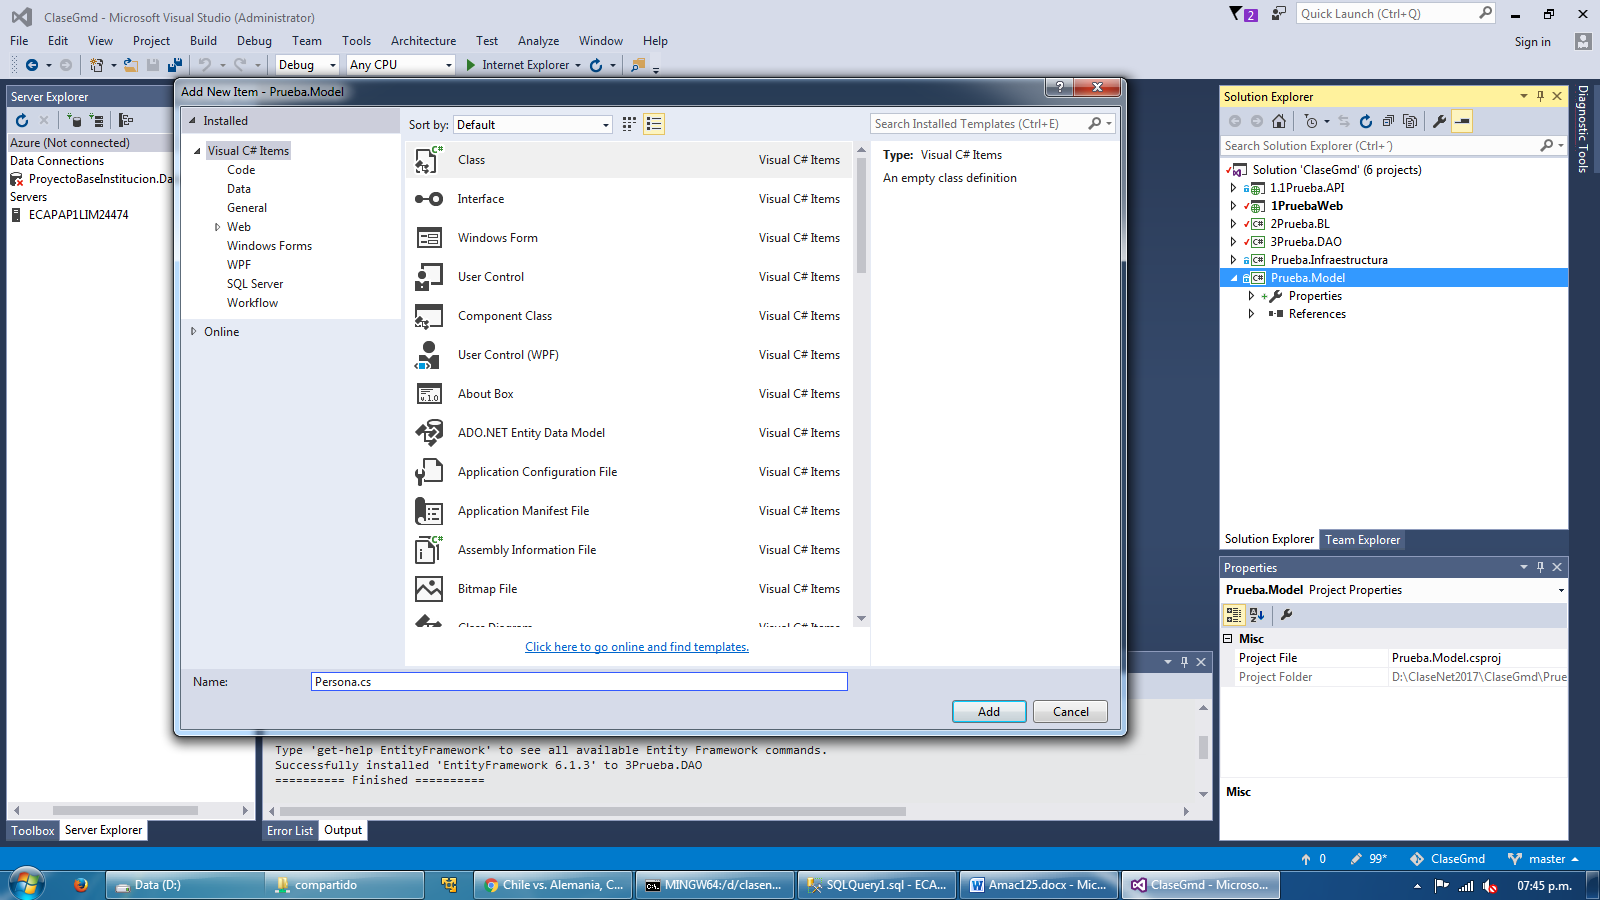 ClaseGmd - Microsoft Visual Studio (Administrator)
2
Quick Launch (Ctrl+Q)
File Edit View Project Build Debug Team Tools Architecture Test Analyze Window Help
Sign in
Debug Any CPU Internet Explorer
Server Explorer
Azure (Not connected)
Data Connections
ProyectoBaseInstitucion.Da
Servers
ECAPAP1LIM24474
Toolbox Server Explorer
Add New Item - Prueba.Model
?
Installed
Visual C# Items
Code
Data
General
Web
Windows Forms
WPF
SQL Server
Workflow
Online
Sort by: Default
Search Installed Templates (Ctrl+E)
Class Visual C# Items
Interface Visual C# Items
Windows Form Visual C# Items
User Control Visual C# Items
Component Class Visual C# Items
User Control (WPF) Visual C# Items
About Box Visual C# Items
ADO.NET Entity Data Model Visual C# Items
Application Configuration File Visual C# Items
Application Manifest File Visual C# Items
Assembly Information File Visual C# Items
Bitmap File Visual C# Items
Class Diagram Visual C# Items
Click here to go online and find templates.
Type: Visual C# Items
An empty class definition
Name: Persona.cs
Add Cancel
Type 'get-help EntityFramework' to see all available Entity Framework commands.
Successfully installed 'EntityFramework 6.1.3' to 3Prueba.DAO
========== Finished ==========
Error List Output
Solution Explorer
Search Solution Explorer (Ctrl+´)
Solution 'ClaseGmd' (6 projects)
1.1Prueba.API
1PruebaWeb
2Prueba.BL
3Prueba.DAO
Prueba.Infraestructura
Prueba.Model
Properties
References
Solution Explorer Team Explorer
Properties
Prueba.Model Project Properties
Misc
Project File Prueba.Model.csproj
Project Folder D:\ClaseNet2017\ClaseGmd\Prue
Misc
Diagnostic Tools
0 99* ClaseGmd master
Data (D:) compartido Chile vs. Alemania, C... MINGW64:/d/clasen... SQLQuery1.sql - ECA... Amac125.docx - Mic... ClaseGmd - Microso... 07:45 p.m.